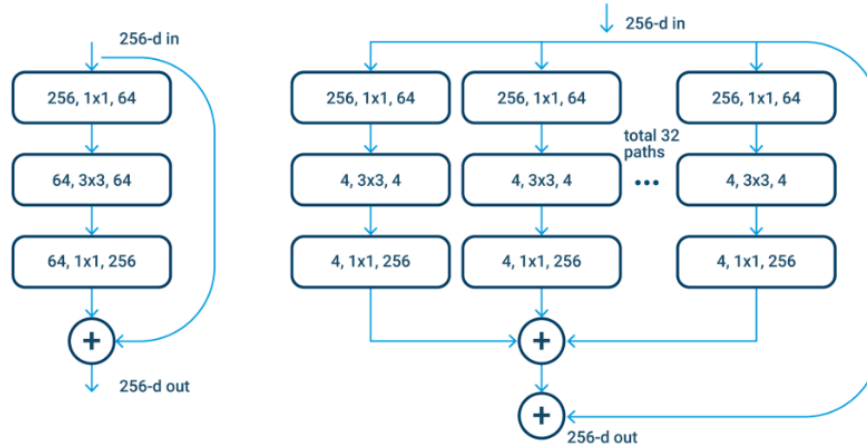 256-d in
256, 1x1, 64
64, 3x3, 64
64, 1x1, 256
+
256-d out
256-d in
256, 1x1, 64
256, 1x1, 64
256, 1x1, 64
total 32
paths
4, 3x3, 4
4, 3x3, 4
...
4, 3x3, 4
4, 1x1, 256
4, 1x1, 256
4, 1x1, 256
+
+
256-d out